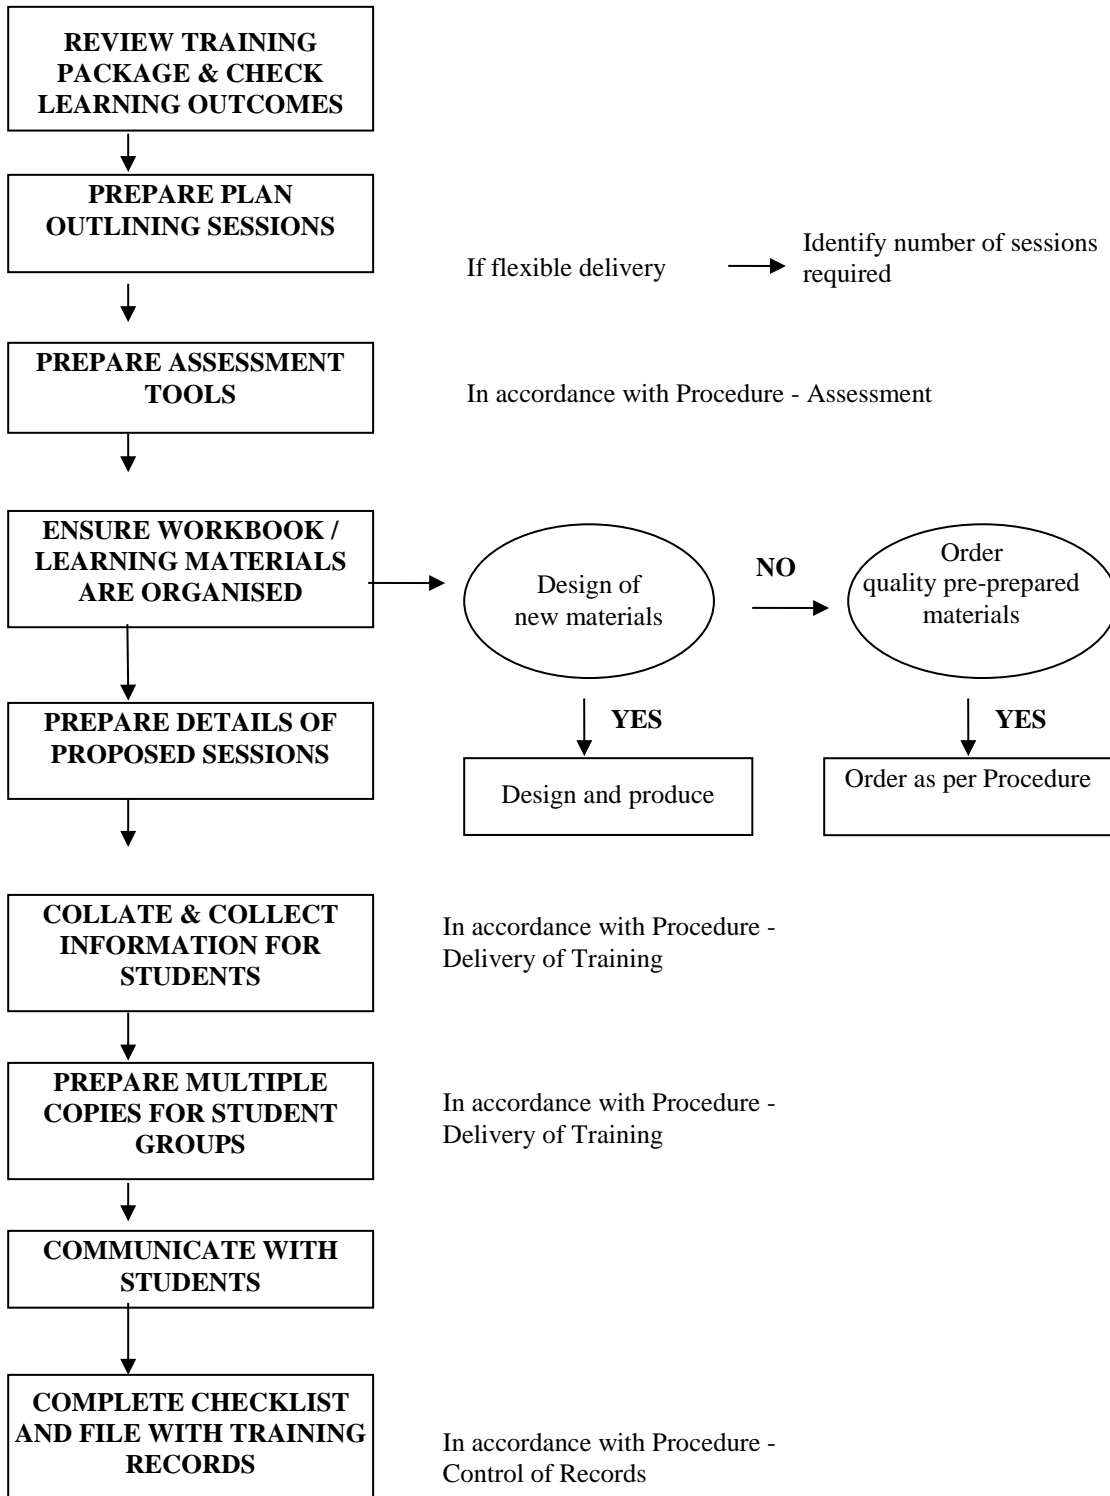 REVIEW TRAINING
PACKAGE & CHECK
LEARNING OUTCOMES
PREPARE PLAN
OUTLINING SESSIONS
If flexible delivery
Identify number of sessions
required
PREPARE ASSESSMENT
TOOLS
In accordance with Procedure - Assessment
ENSURE WORKBOOK /
LEARNING MATERIALS
ARE ORGANISED
Design of
new materials
NO
Order
quality pre-prepared
materials
YES
YES
PREPARE DETAILS OF
PROPOSED SESSIONS
Design and produce
Order as per Procedure
COLLATE & COLLECT
INFORMATION FOR
STUDENTS
In accordance with Procedure -
Delivery of Training
PREPARE MULTIPLE
COPIES FOR STUDENT
GROUPS
In accordance with Procedure -
Delivery of Training
COMMUNICATE WITH
STUDENTS
COMPLETE CHECKLIST
AND FILE WITH TRAINING
RECORDS
In accordance with Procedure -
Control of Records